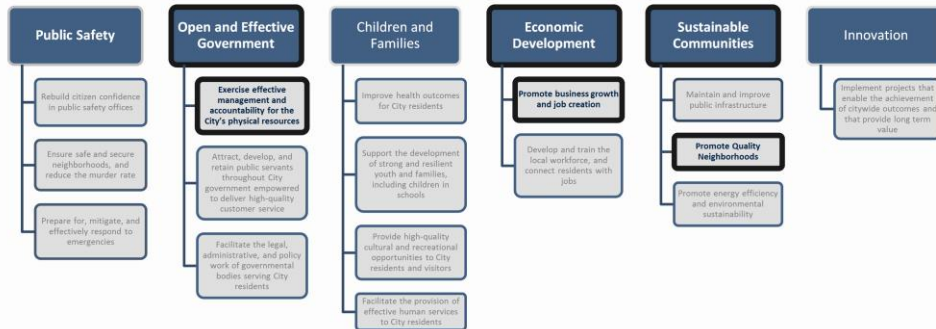 Public Safety
Rebuild citizen confidence
in public safety offices
Ensure safe and secure
neighborhoods, and
reduce the murder rate
Prepare for, mitigate, and
effectively respond to
emergencies
Open and Effective
Government
Exercise effective
management and
accountability for the
City's physical resources
Attract, develop, and
retain public servants
throughout City
government empowered
to deliver high-quality
customer service
Facilitate the legal,
administrative, and policy
work of governmental
bodies serving City
residents
Children and
Families
Improve health outcomes
for City residents
Support the development
of strong and resilient
youth and families,
including children in
schools
Provide high-quality
cultural and recreational
opportunities to City
residents and visitors
Facilitate the provision of
effective human services
to City residents
Economic
Development
Promote business growth
and job creation
Develop and train the
local workforce, and
connect residents with
jobs
Sustainable
Communities
Maintain and improve
public infrastructure
Promote Quality
Neighborhoods
Promote energy efficiency
and environmental
sustainability
Innovation
Implement projects that
enable the achievement
of citywide outcomes and
that provide long term
value